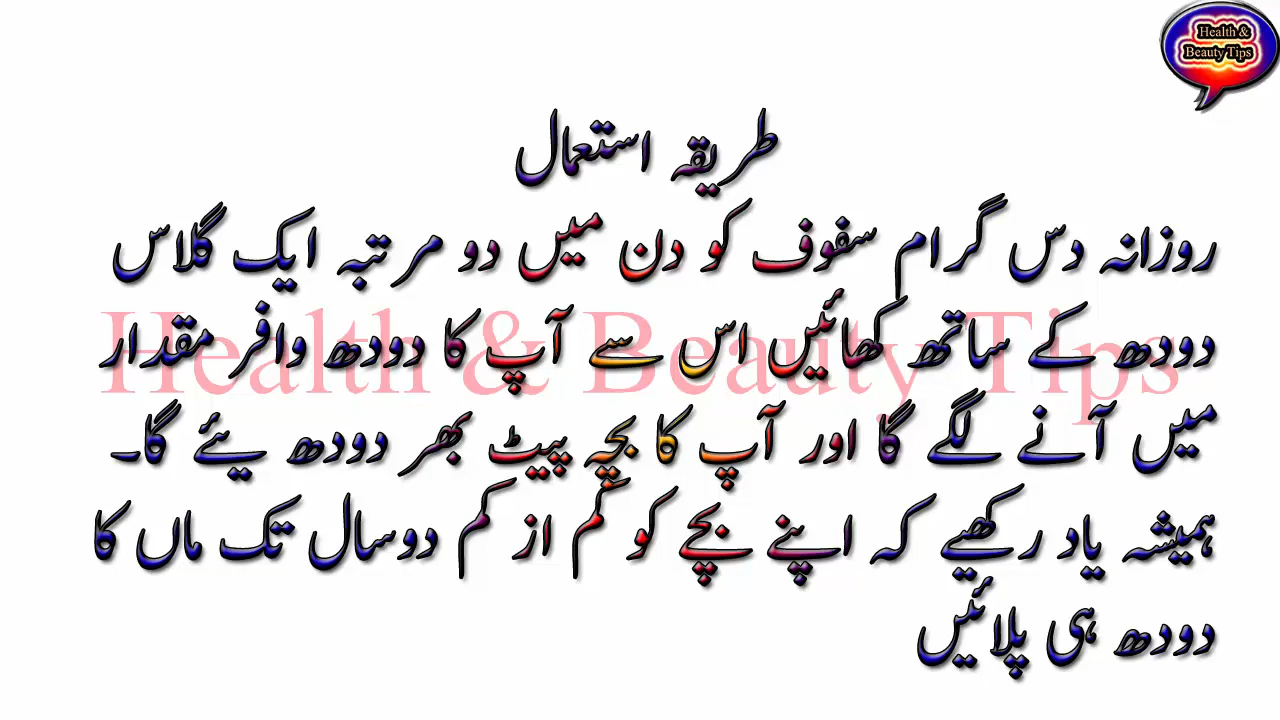 Health &
Beauty Tips
طریقہ استعمال
روزانہ دس گرام سفوف کو دن میں دو مرتبہ ایک گلاس
دودھ کے ساتھ کھائیں اس سے آپ کا دودھ وافر مقدار
Health & Beauty Tips
میں آنے لگے گا اور آپ کا بچہ پیٹ بھر دودھ پئے گا۔
ہمیشہ یاد رکھیے کہ اپنے بچے کو کم از کم دوسال تک ماں کا
دودھ ہی پلائیں